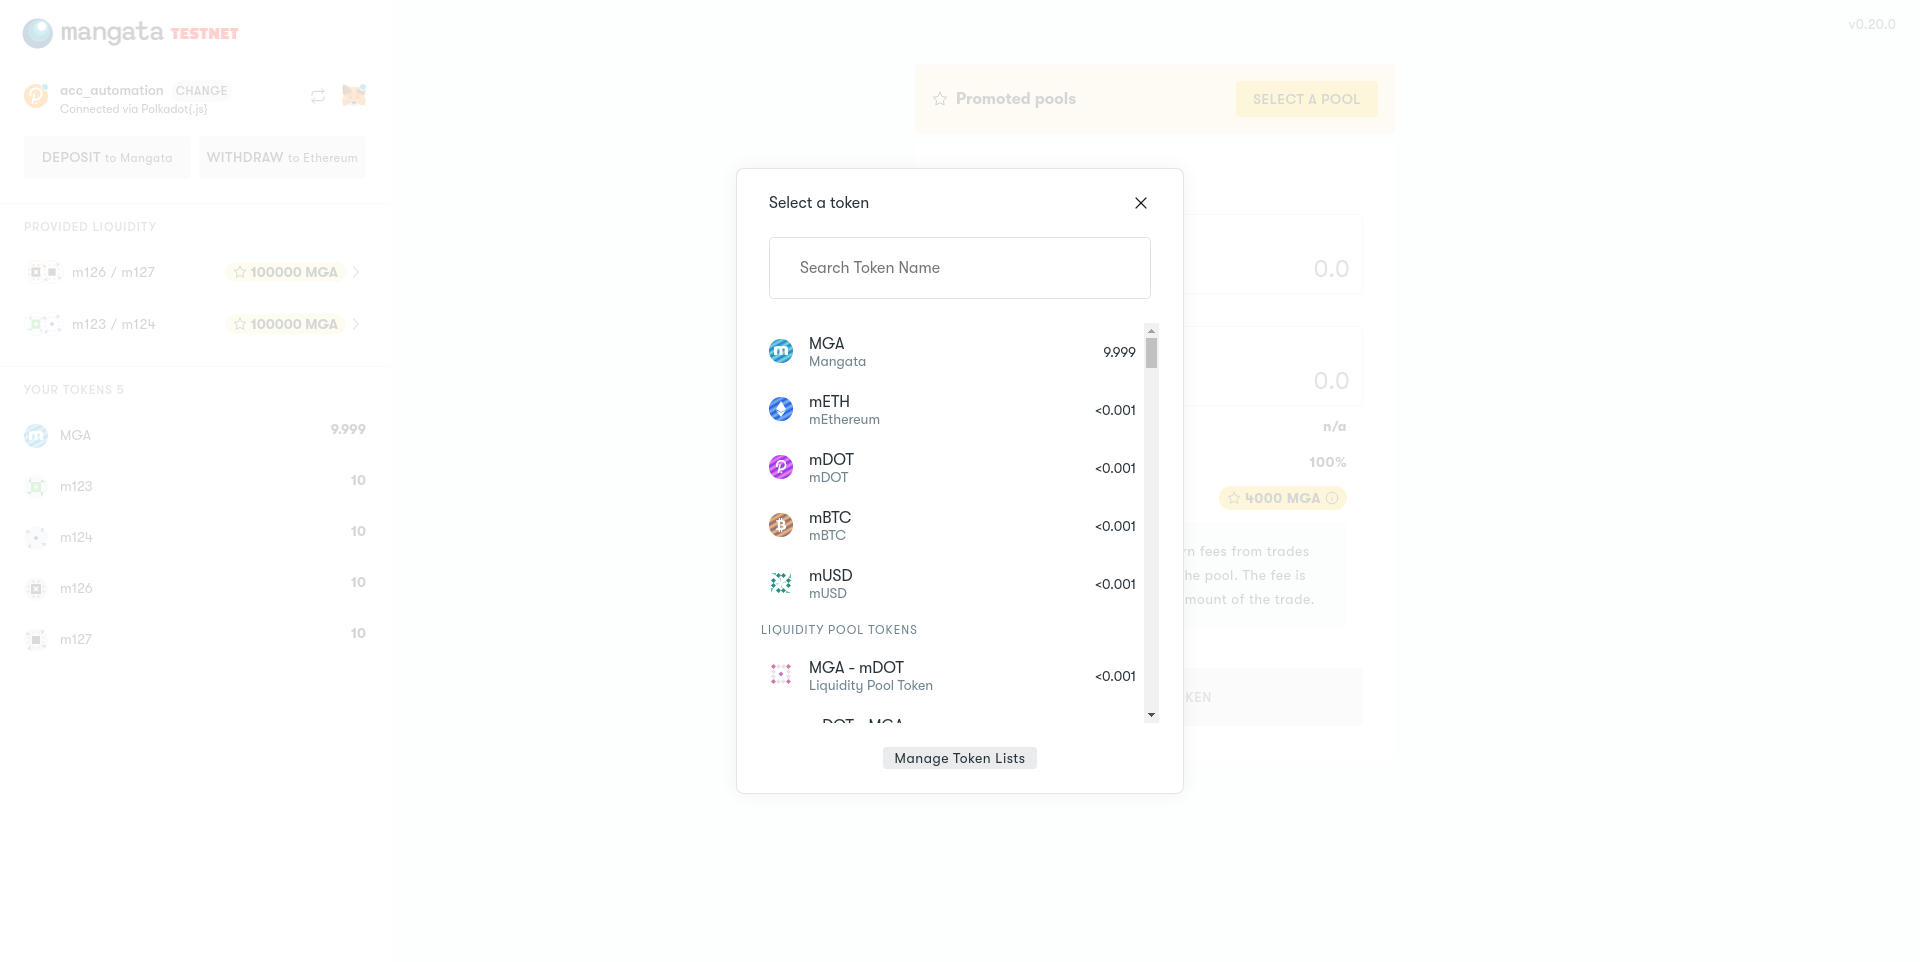 mangata TESTNET
v0.20.0
acc_automation CHANGE
Connected via Polkadot{.js}
DEPOSIT to Mangata
WITHDRAW to Ethereum
PROVIDED LIQUIDITY
m126 / m127
100000 MGA
m123 / m124
100000 MGA
YOUR TOKENS 5
MGA
9.999
m123
10
m124
10
m126
10
m127
10
Promoted pools
SELECT A POOL
0.0
0.0
n/a
100%
4000 MGA
fees from trades
pool. The fee is
of the trade.
Select a token
Search Token Name
MGA
Mangata
9.999
mETH
mEthereum
<0.001
mDOT
mDOT
<0.001
mBTC
mBTC
<0.001
mUSD
mUSD
<0.001
LIQUIDITY POOL TOKENS
MGA - mDOT
Liquidity Pool Token
<0.001
Manage Token Lists